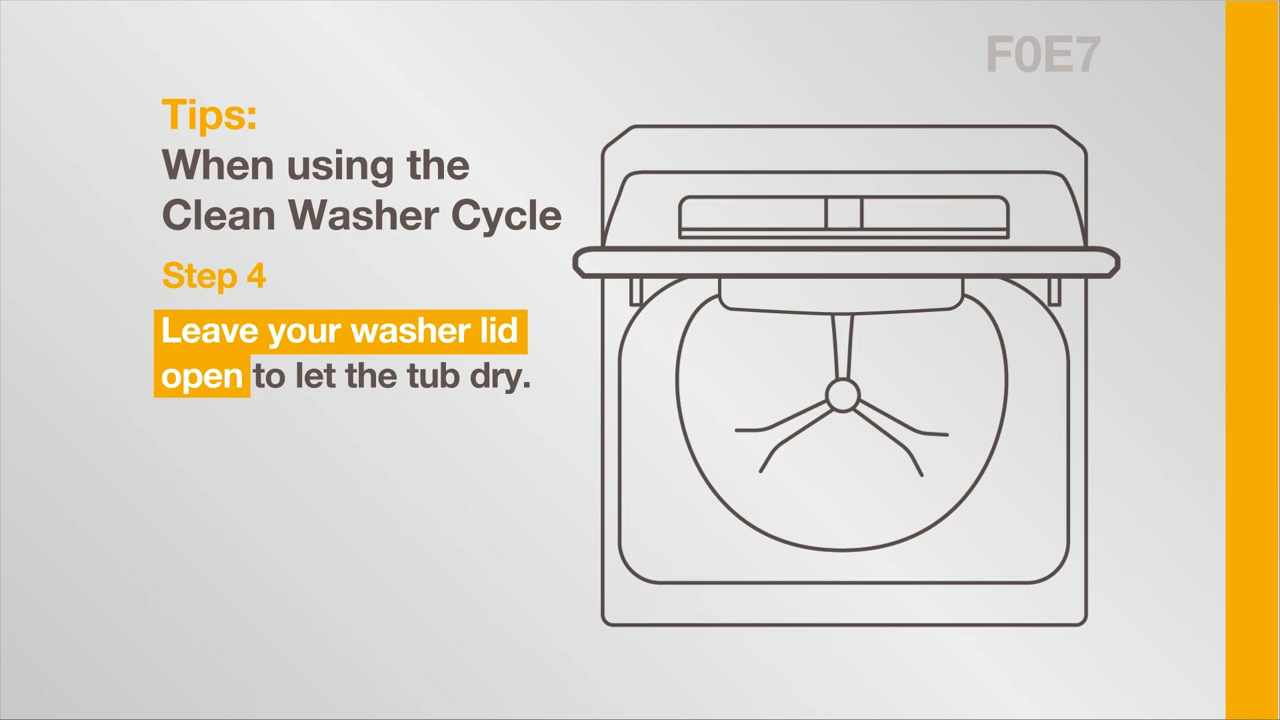 F0E7
Tips:
When using the
Clean Washer Cycle
Step 4
Leave your washer lid
open to let the tub dry.